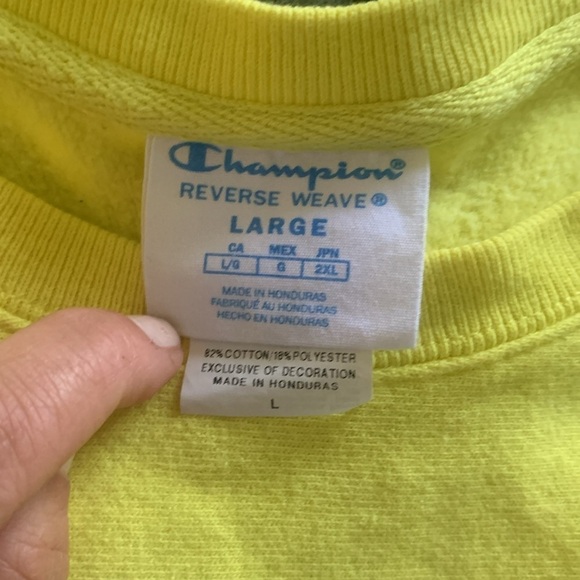 Champion®
REVERSE WEAVE®
LARGE
CA MEX JPN
L/G G 2XL
MADE IN HONDURAS
FABRIQUÉ AU HONDURAS
HECHO EN HONDURAS
82% COTTON/18% POLYESTER
EXCLUSIVE OF DECORATION
MADE IN HONDURAS
L